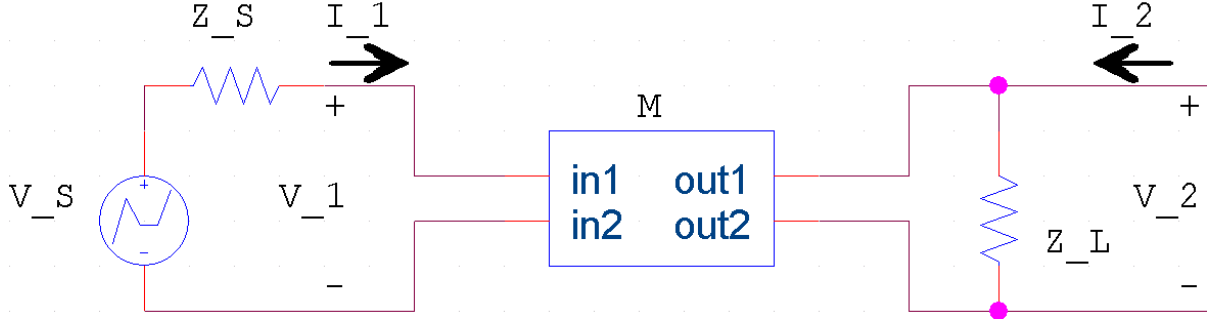 Z_S I_1 I_2
+ M +
V_S + V_1 in1 out1 V_2
in2 out2
- Z_L
- -